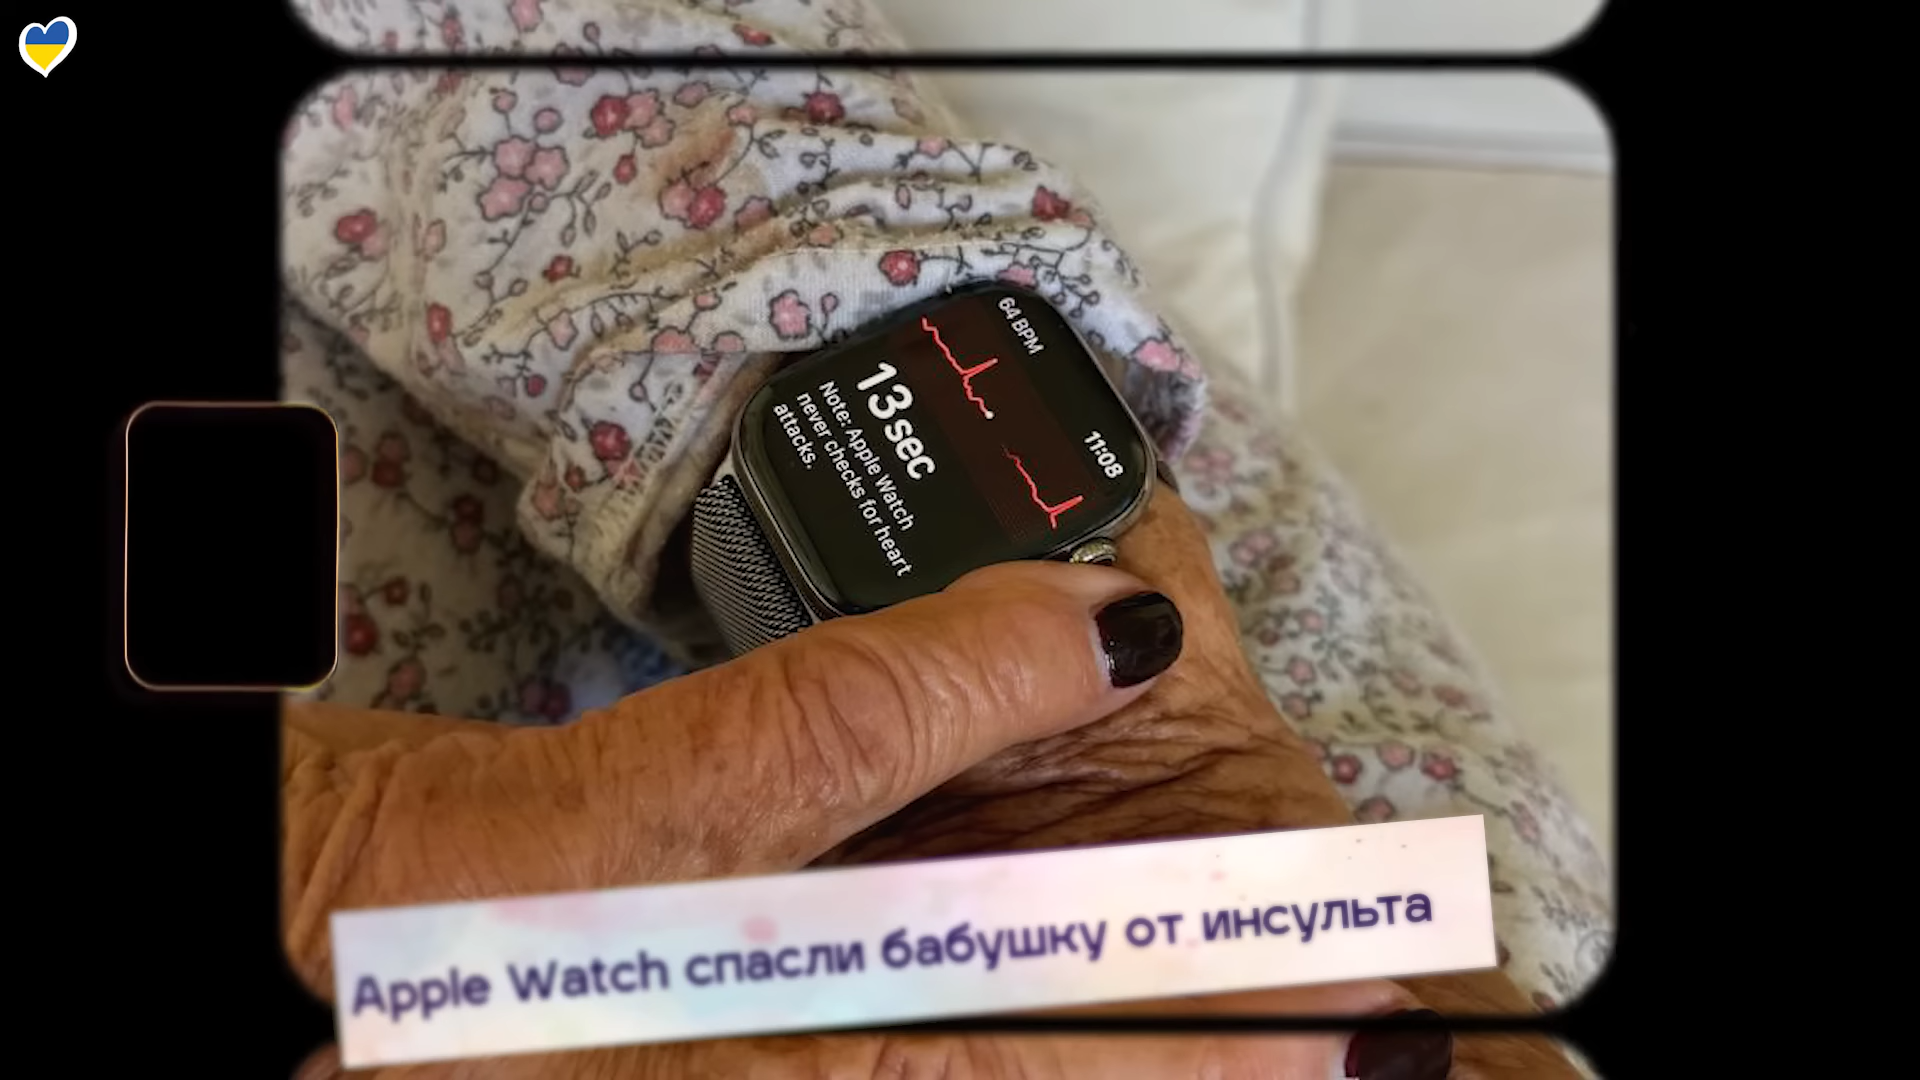 64 BPM
11:08
13sec
Note: Apple Watch
never checks for heart
attacks.
Apple Watch спасли бабушку от инсульта